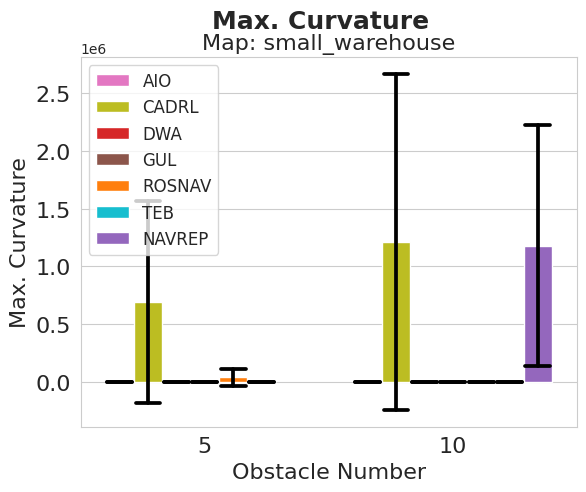 Max. Curvature
Map: small_warehouse
1e6
AIO
CADRL
DWA
GUL
ROSNAV
TEB
NAVREP
2.5
2.0
1.5
1.0
0.5
0.0
Max. Curvature
5
10
Obstacle Number